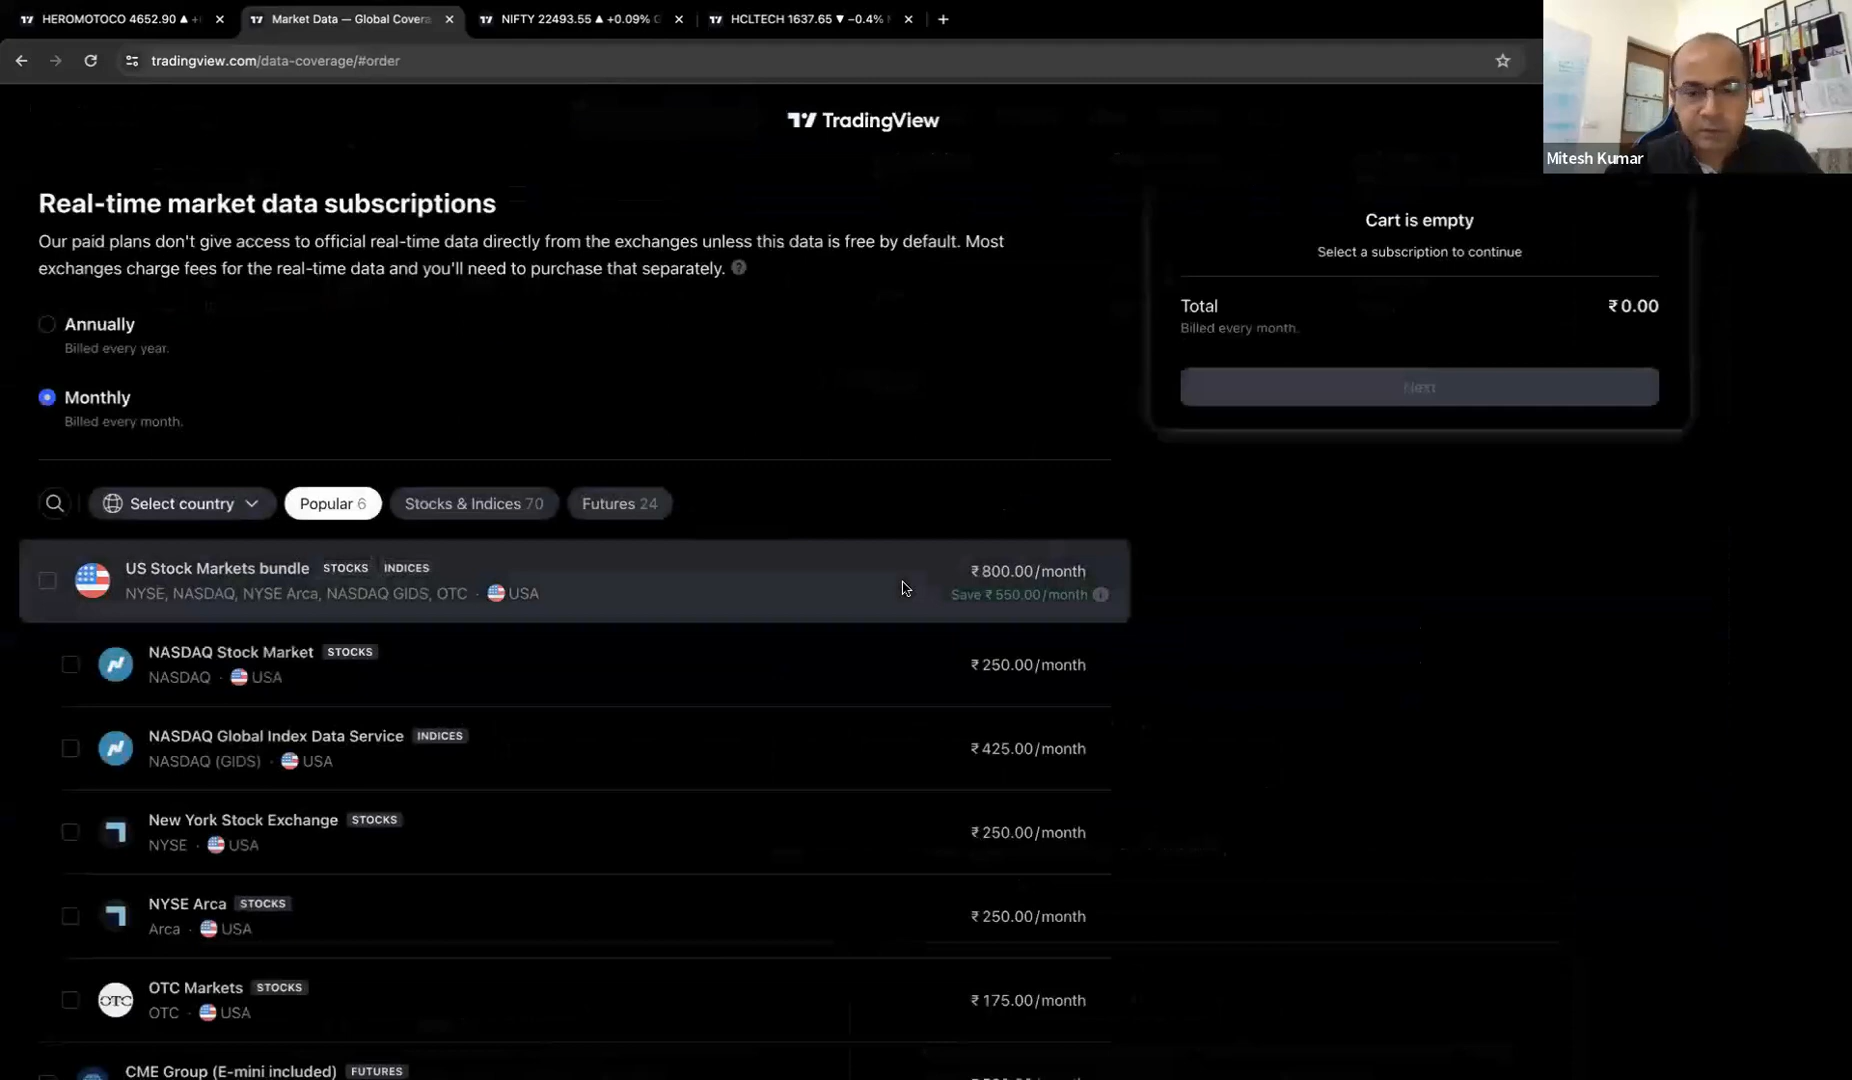 HEROMOTOCO 4652.90 ▲ +
Market Data — Global Covera
NIFTY 22493.55 ▲ +0.09%
HCLTECH 1637.65 ▼ −0.4%
tradingview.com/data-coverage/#order
TradingView
Mitesh Kumar
Real-time market data subscriptions
Our paid plans don't give access to official real-time data directly from the exchanges unless this data is free by default. Most
exchanges charge fees for the real-time data and you'll need to purchase that separately. ?
Annually
Billed every year.
Monthly
Billed every month.
Cart is empty
Select a subscription to continue
Total ₹ 0.00
Billed every month.
Next
Select country Popular 6 Stocks & Indices 70 Futures 24
US Stock Markets bundle STOCKS INDICES ₹ 800.00/month
NYSE, NASDAQ, NYSE Arca, NASDAQ GIDS, OTC · USA Save ₹ 550.00/month
NASDAQ Stock Market STOCKS
NASDAQ · USA ₹ 250.00/month
NASDAQ Global Index Data Service INDICES
NASDAQ (GIDS) · USA ₹ 425.00/month
New York Stock Exchange STOCKS
NYSE · USA ₹ 250.00/month
NYSE Arca STOCKS
Arca · USA ₹ 250.00/month
OTC Markets STOCKS
OTC
OTC · USA ₹ 175.00/month
CME Group (E-mini included) FUTURES